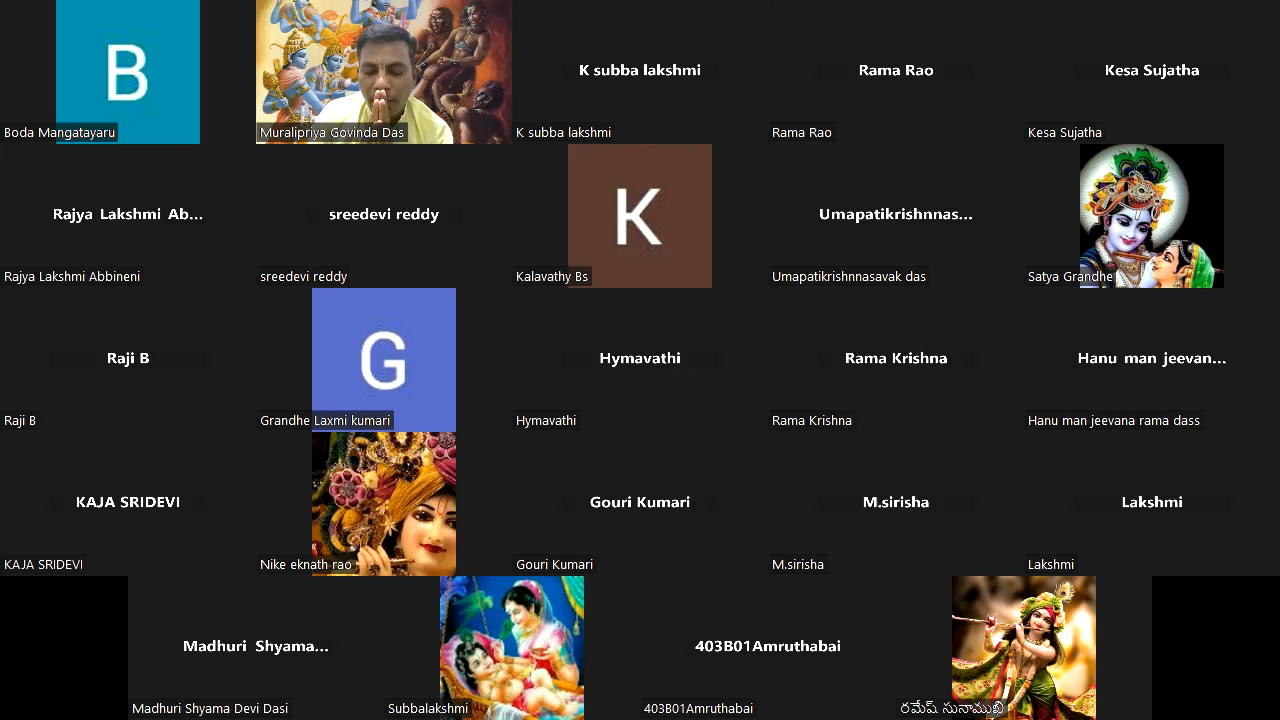 B
Boda Mangatayaru
Muralipriya Govinda Das
K subba lakshmi
K subba lakshmi
Rama Rao
Rama Rao
Kesa Sujatha
Kesa Sujatha
Rajya Lakshmi Ab...
Rajya Lakshmi Abbineni
sreedevi reddy
sreedevi reddy
K
Kalavathy Bs
Umapatikrishnnas...
Umapatikrishnnasavak das
Satya Grandhe
Raji B
Raji B
G
Grandhe Laxmi kumari
Hymavathi
Hymavathi
Rama Krishna
Rama Krishna
Hanu man jeevan...
Hanu man jeevana rama dass
KAJA SRIDEVI
KAJA SRIDEVI
Nike eknath rao
Gouri Kumari
Gouri Kumari
M.sirisha
M.sirisha
Lakshmi
Lakshmi
Madhuri Shyama...
Madhuri Shyama Devi Dasi
Subbalakshmi
403B01Amruthabai
403B01Amruthabai
రమేష్ సునాముఖి